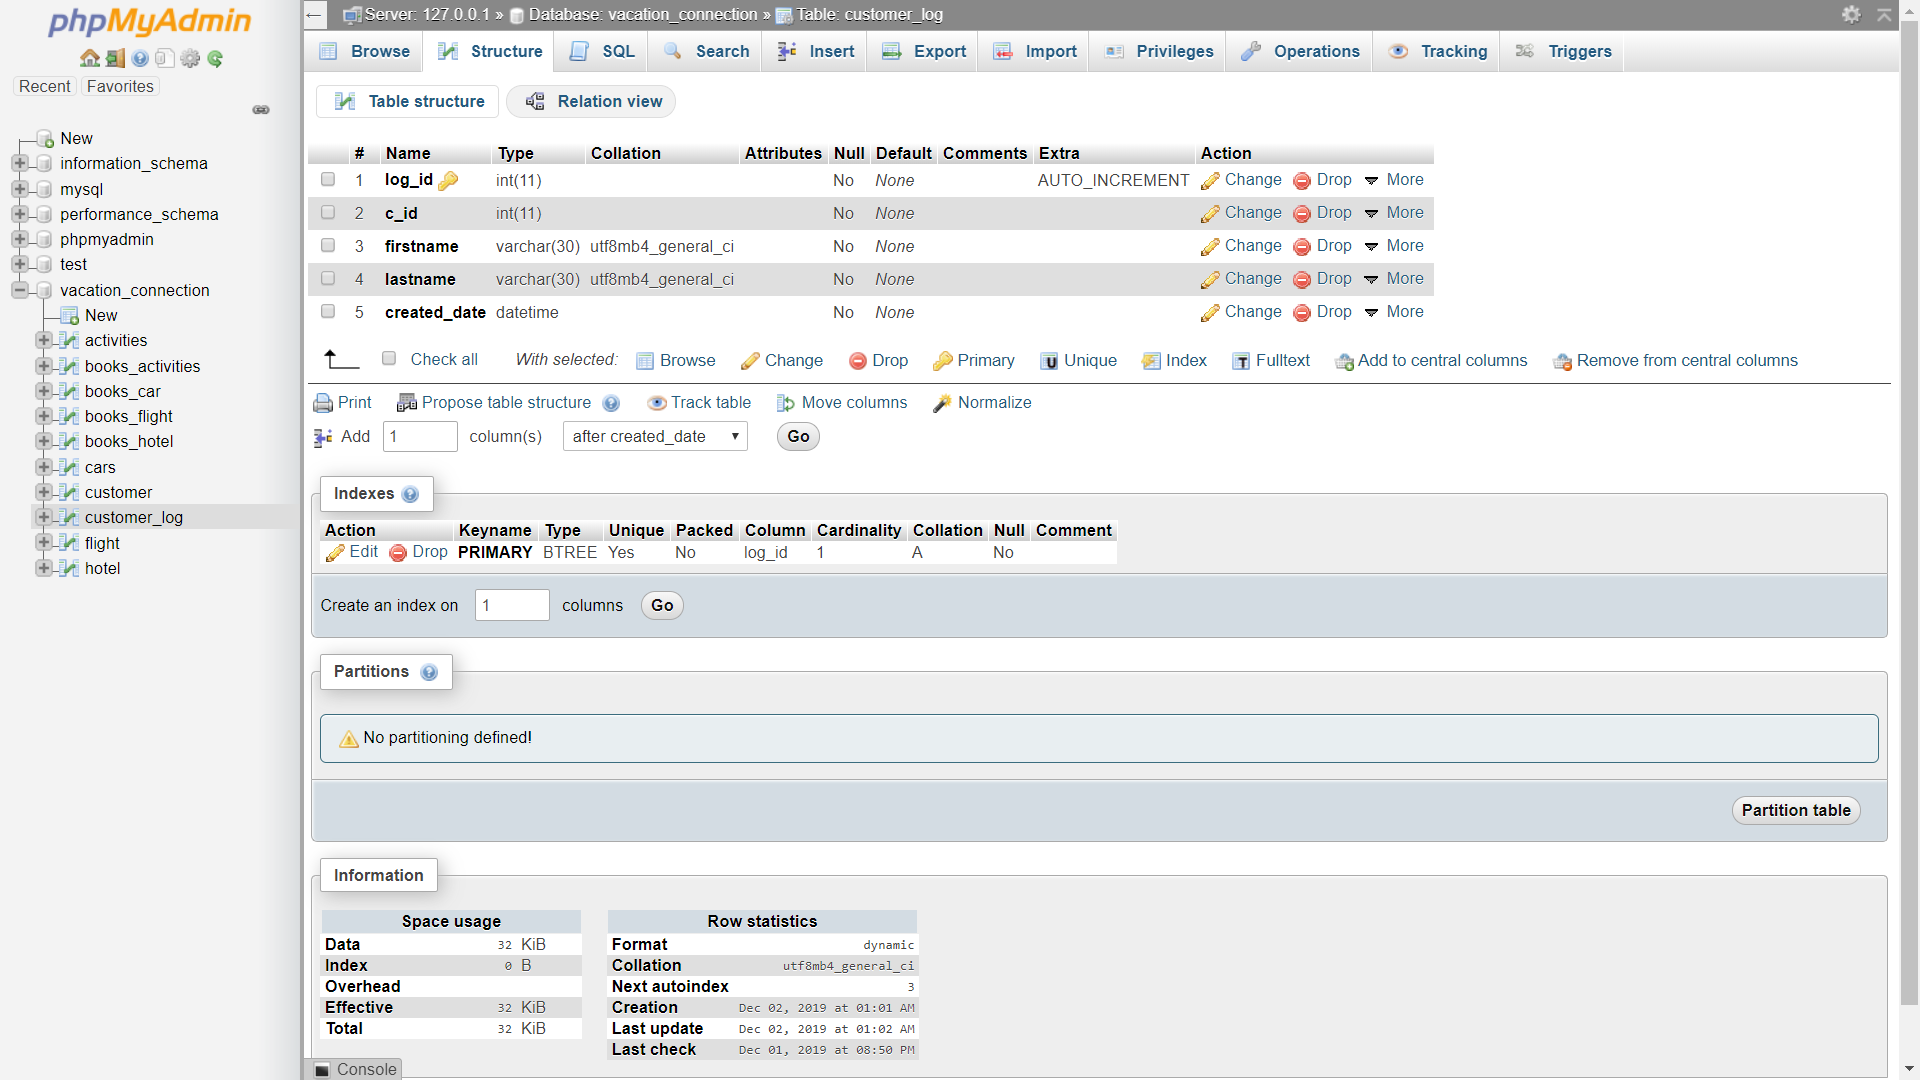 phpMyAdmin
Recent Favorites
New
information_schema
mysql
performance_schema
phpmyadmin
test
vacation_connection
New
activities
books_activities
books_car
books_flight
books_hotel
cars
customer
customer_log
flight
hotel
Server: 127.0.0.1 » Database: vacation_connection » Table: customer_log
Browse Structure SQL Search Insert Export Import Privileges Operations Tracking Triggers
Table structure Relation view
# Name Type Collation Attributes Null Default Comments Extra Action
1 log_id int(11) No None AUTO_INCREMENT Change Drop More
2 c_id int(11) No None Change Drop More
3 firstname varchar(30) utf8mb4_general_ci No None Change Drop More
4 lastname varchar(30) utf8mb4_general_ci No None Change Drop More
5 created_date datetime No None Change Drop More
Check all With selected: Browse Change Drop Primary U Unique Index T Fulltext Add to central columns Remove from central columns
Print Propose table structure Track table Move columns Normalize
Add 1 column(s) after created_date Go
Indexes
Action Keyname Type Unique Packed Column Cardinality Collation Null Comment
Edit Drop PRIMARY BTREE Yes No log_id 1 A No
Create an index on 1 columns Go
Partitions
No partitioning defined!
Partition table
Information
Space usage
Data 32 KiB
Index 0 B
Overhead
Effective 32 KiB
Total 32 KiB
Row statistics
Format dynamic
Collation utf8mb4_general_ci
Next autoindex 3
Creation Dec 02, 2019 at 01:01 AM
Last update Dec 02, 2019 at 01:02 AM
Last check Dec 01, 2019 at 08:50 PM
Console